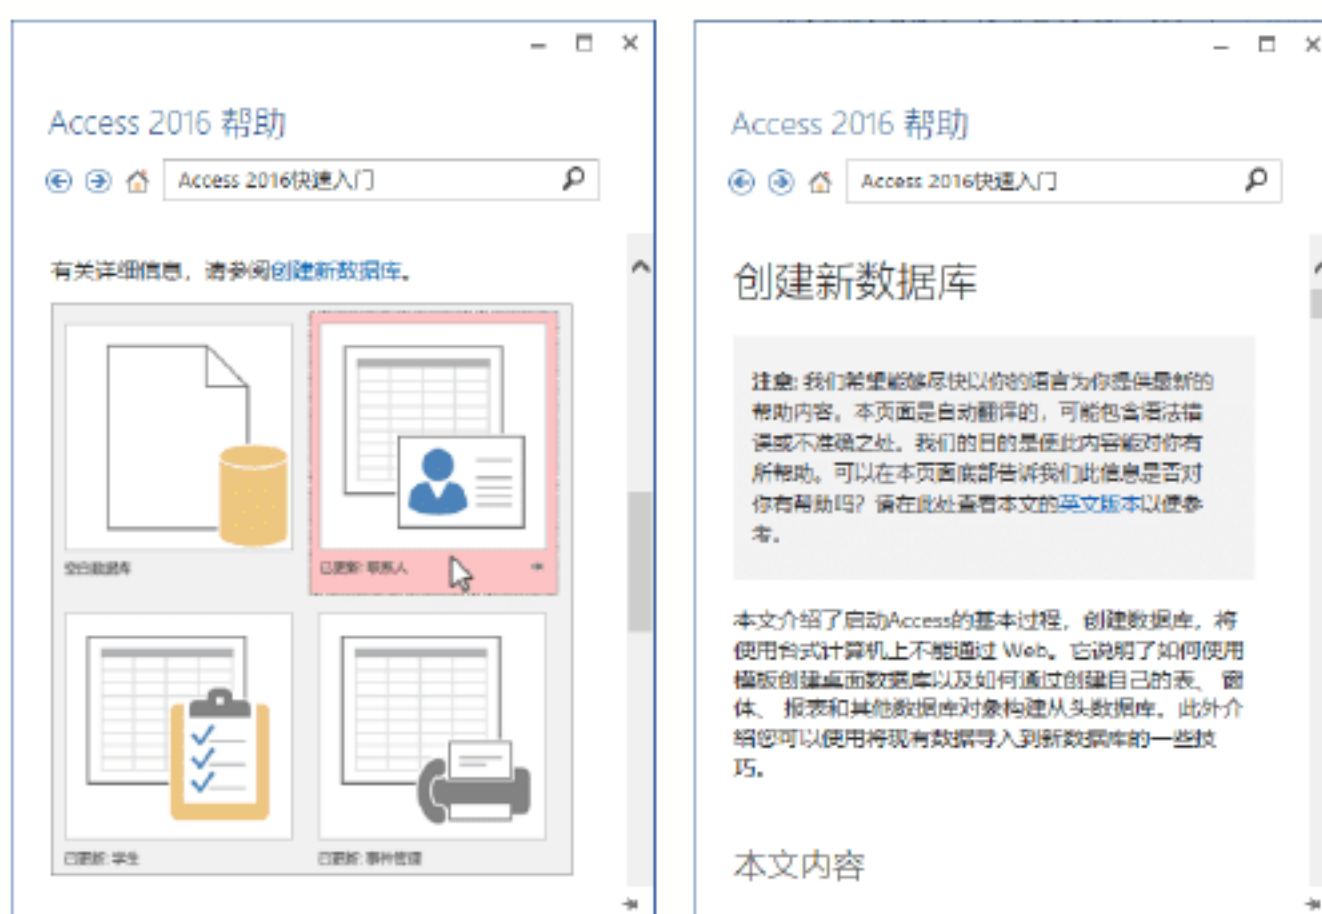 Access 2016 帮助
Access 2016快速入门
有关详细信息，请参阅创建新数据库。
空白数据库
已更新: 联系人
已更新: 学生
已更新: 事件管理
Access 2016 帮助
Access 2016快速入门
创建新数据库
注意: 我们希望能够尽快以你的语言为你提供最新的
帮助内容。本页面是自动翻译的，可能包含语法错
误或不准确之处。我们的目的是使此内容能对你有
所帮助。可以在本页面底部告诉我们此信息是否对
你有帮助吗？请在此处查看本文的英文版本以便参
考。
本文介绍了启动Access的基本过程，创建数据库，将
使用台式计算机上不能通过 Web。它说明了如何使用
模板创建桌面数据库以及如何通过创建自己的表、 窗
体、 报表和其他数据库对象构建从头数据库。此外介
绍您可以使用将现有数据导入到新数据库的一些技
巧。
本文内容